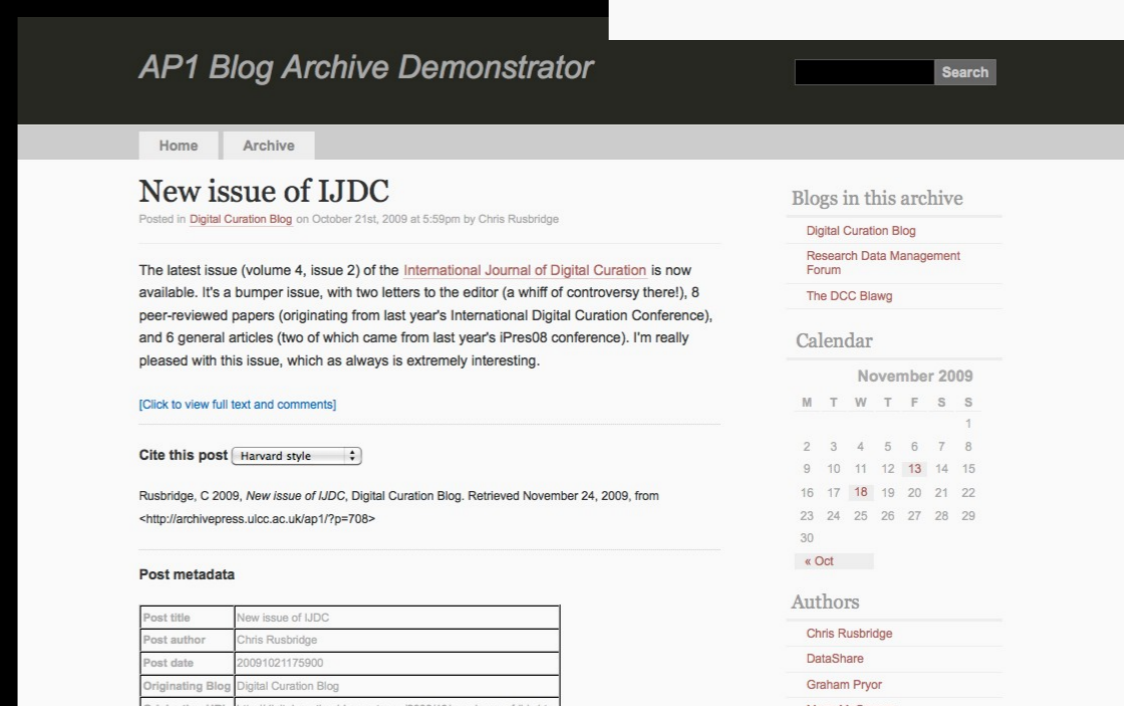 AP1 Blog Archive Demonstrator
Search
Home Archive
New issue of IJDC
Posted in Digital Curation Blog on October 21st, 2009 at 5:59pm by Chris Rusbridge
The latest issue (volume 4, issue 2) of the International Journal of Digital Curation is now
available. It's a bumper issue, with two letters to the editor (a whiff of controversy there!), 8
peer-reviewed papers (originating from last year's International Digital Curation Conference),
and 6 general articles (two of which came from last year's iPres08 conference). I'm really
pleased with this issue, which as always is extremely interesting.
[Click to view full text and comments]
Cite this post Harvard style
Rusbridge, C 2009, New issue of IJDC, Digital Curation Blog. Retrieved November 24, 2009, from
<http://archivepress.ulcc.ac.uk/ap1/?p=708>
Post metadata
Post title New issue of IJDC
Post author Chris Rusbridge
Post date 20091021175900
Originating Blog Digital Curation Blog
Blogs in this archive
Digital Curation Blog
Research Data Management
Forum
The DCC Blawg
Calendar
November 2009
M T W T F S S
1
2 3 4 5 6 7 8
9 10 11 12 13 14 15
16 17 18 19 20 21 22
23 24 25 26 27 28 29
30
« Oct
Authors
Chris Rusbridge
DataShare
Graham Pryor